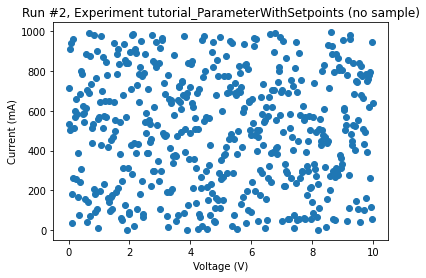 Run #2, Experiment tutorial_ParameterWithSetpoints (no sample)
1000
800
600
400
200
0
Current (mA)
0 2 4 6 8 10
Voltage (V)